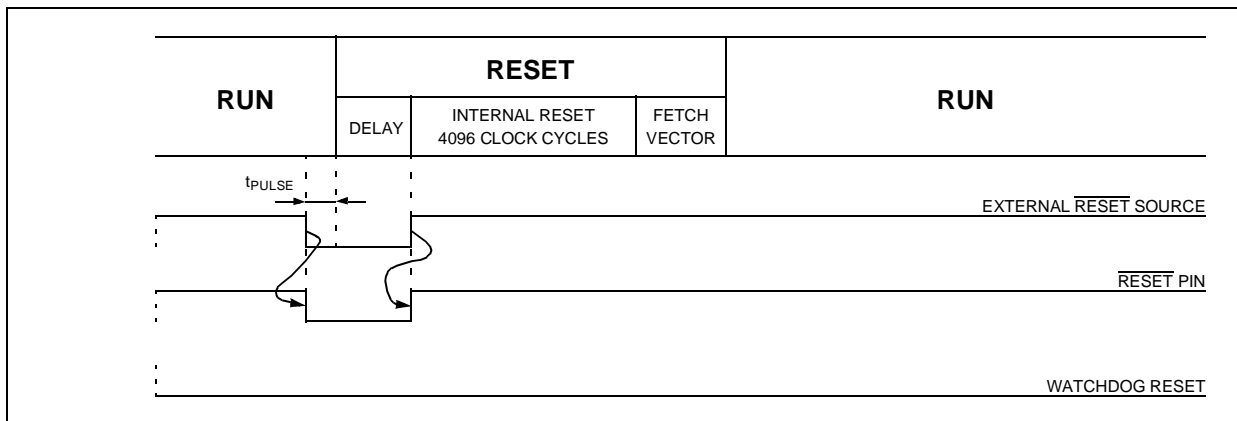 RUN
RESET
RUN
DELAY
INTERNAL RESET
4096 CLOCK CYCLES
FETCH
VECTOR
tPULSE
EXTERNAL RESET SOURCE
RESET PIN
WATCHDOG RESET